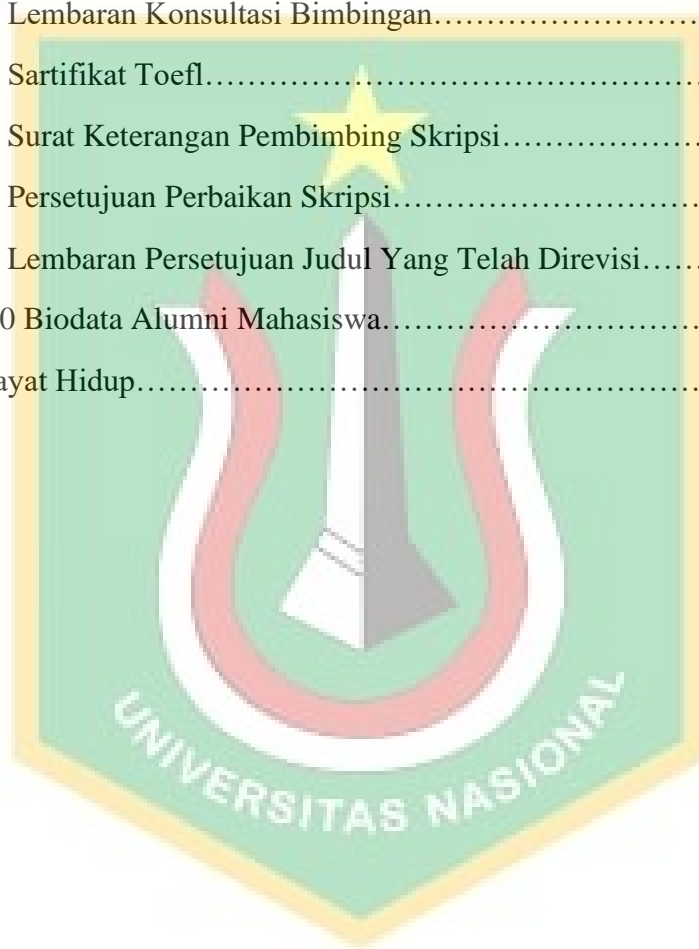 Lembaran Konsultasi Bimbingan……………………
Sartifikat Toefl……………………………………………
Surat Keterangan Pembimbing Skripsi………………
Persetujuan Perbaikan Skripsi…………………………
Lembaran Persetujuan Judul Yang Telah Direvisi……
0 Biodata Alumni Mahasiswa…………………………
ayat Hidup…………………………………………………
UNIVERSITAS NASIONAL